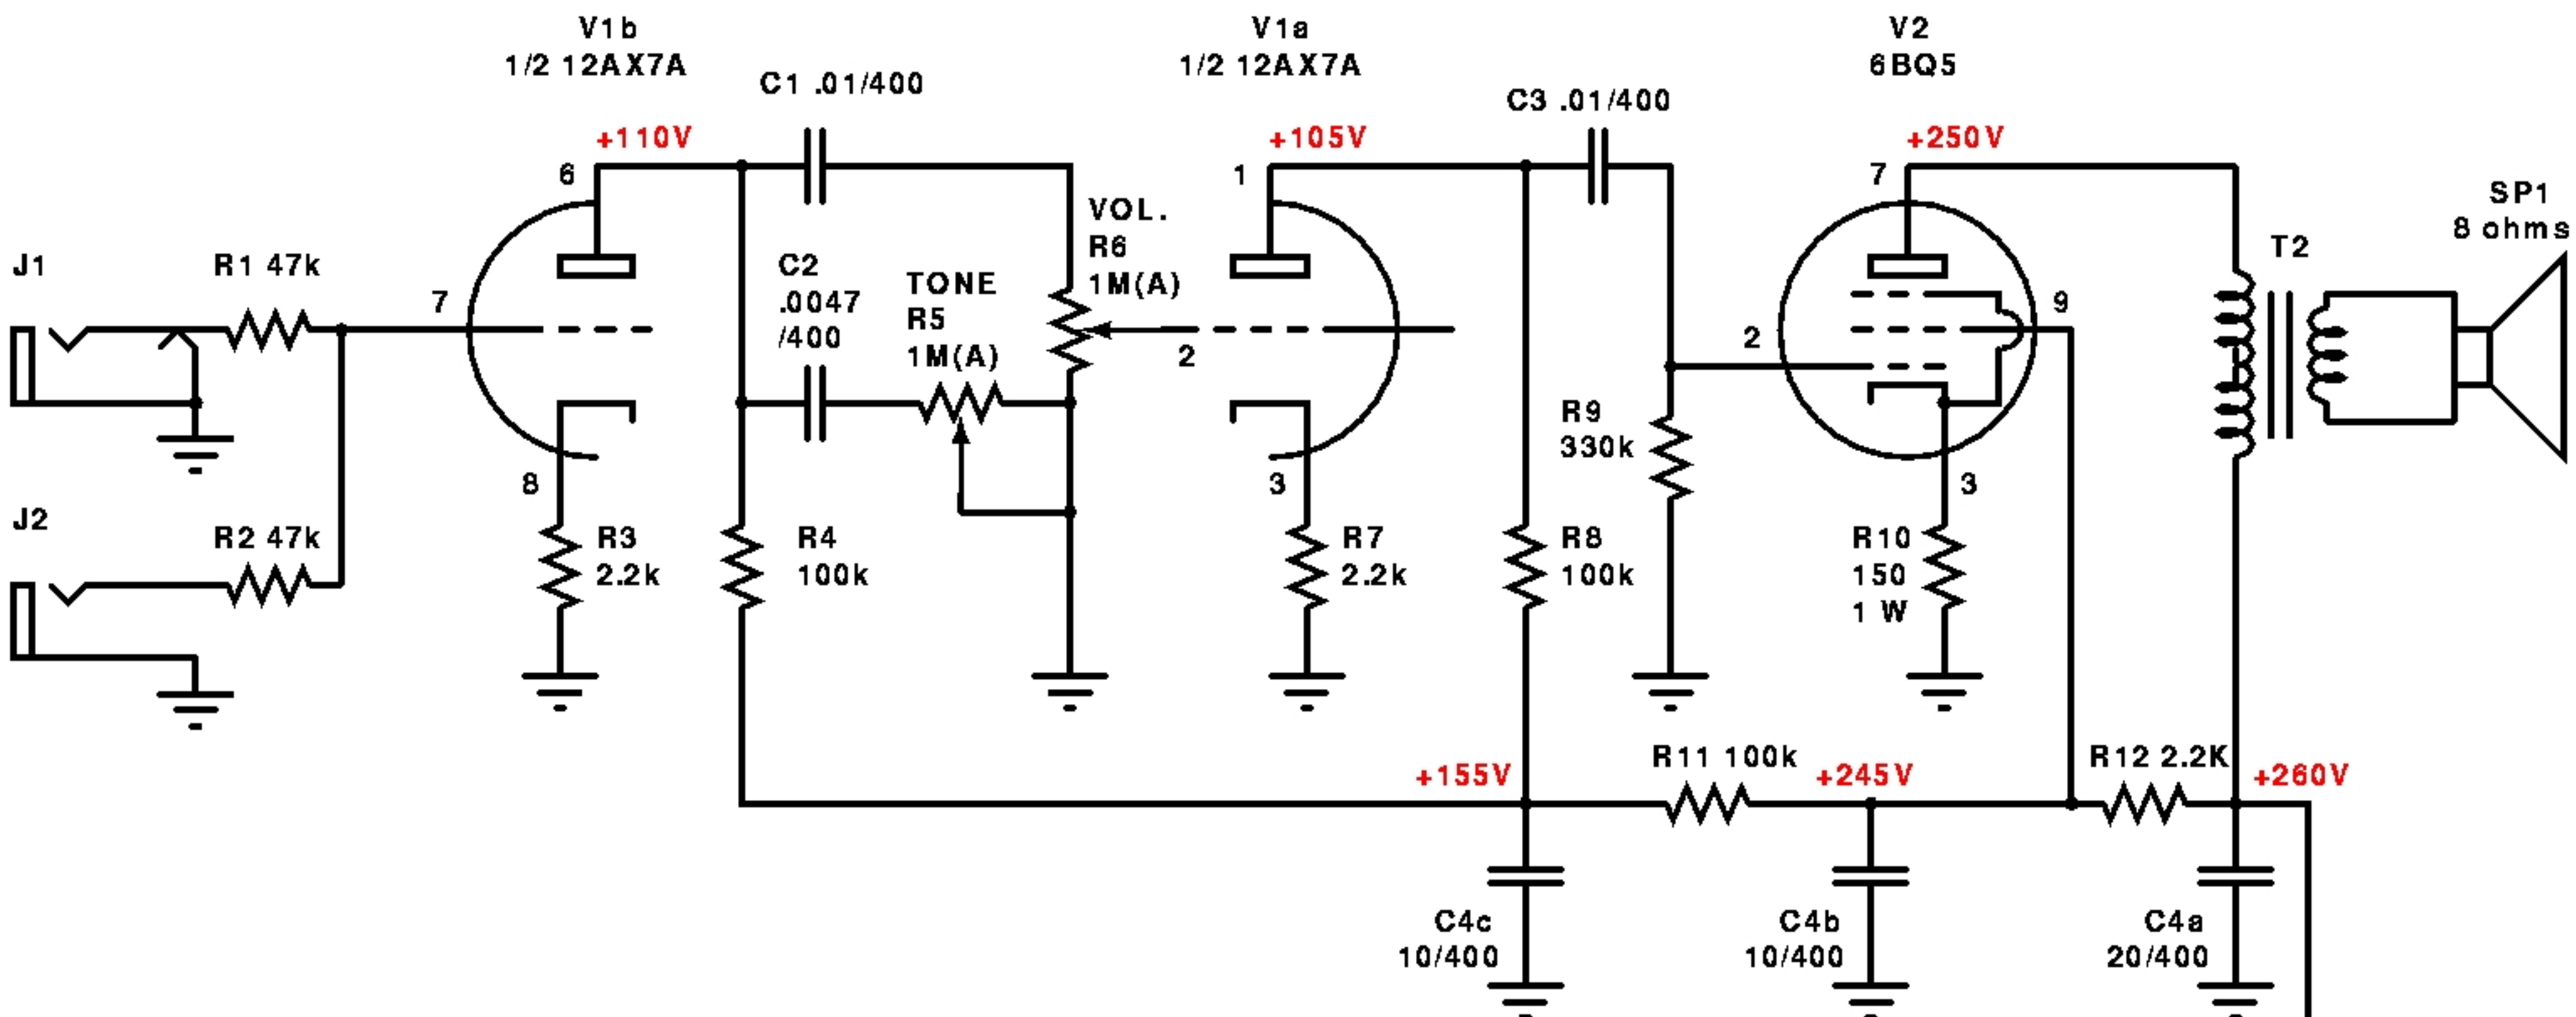 V1b
1/2 12AX7A
V1a
1/2 12AX7A
V2
6BQ5
C1 .01/400
C3 .01/400
+110V
+105V
+250V
6
1
7
SP1
8 ohms
VOL.
R6
1M(A)
T2
J1
R1 47k
7
C2
.0047
/400
TONE
R5
1M(A)
2
2
9
R9
330k
8
3
3
J2
R2 47k
R3
2.2k
R4
100k
R7
2.2k
R8
100k
R10
150
1 W
+155V
R11 100k
+245V
R12 2.2K
+260V
C4c
10/400
C4b
10/400
C4a
20/400